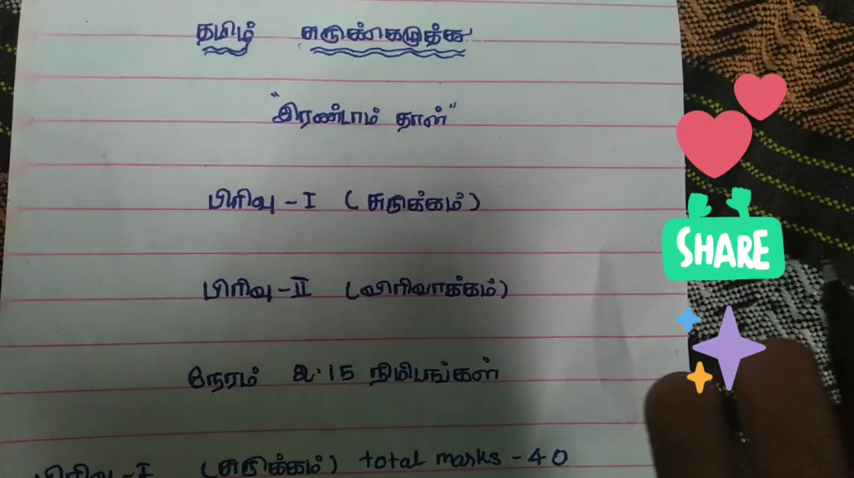 தமிழ் சுருக்கெழுத்து
"இரண்டாம் தாள்"
பிரிவு - I (சுருக்கம்)
பிரிவு - II (விரிவாக்கம்)
நேரம் 2.15 நிமிடங்கள்
பிரிவு - I (சுருக்கம்) total marks - 40
SHARE